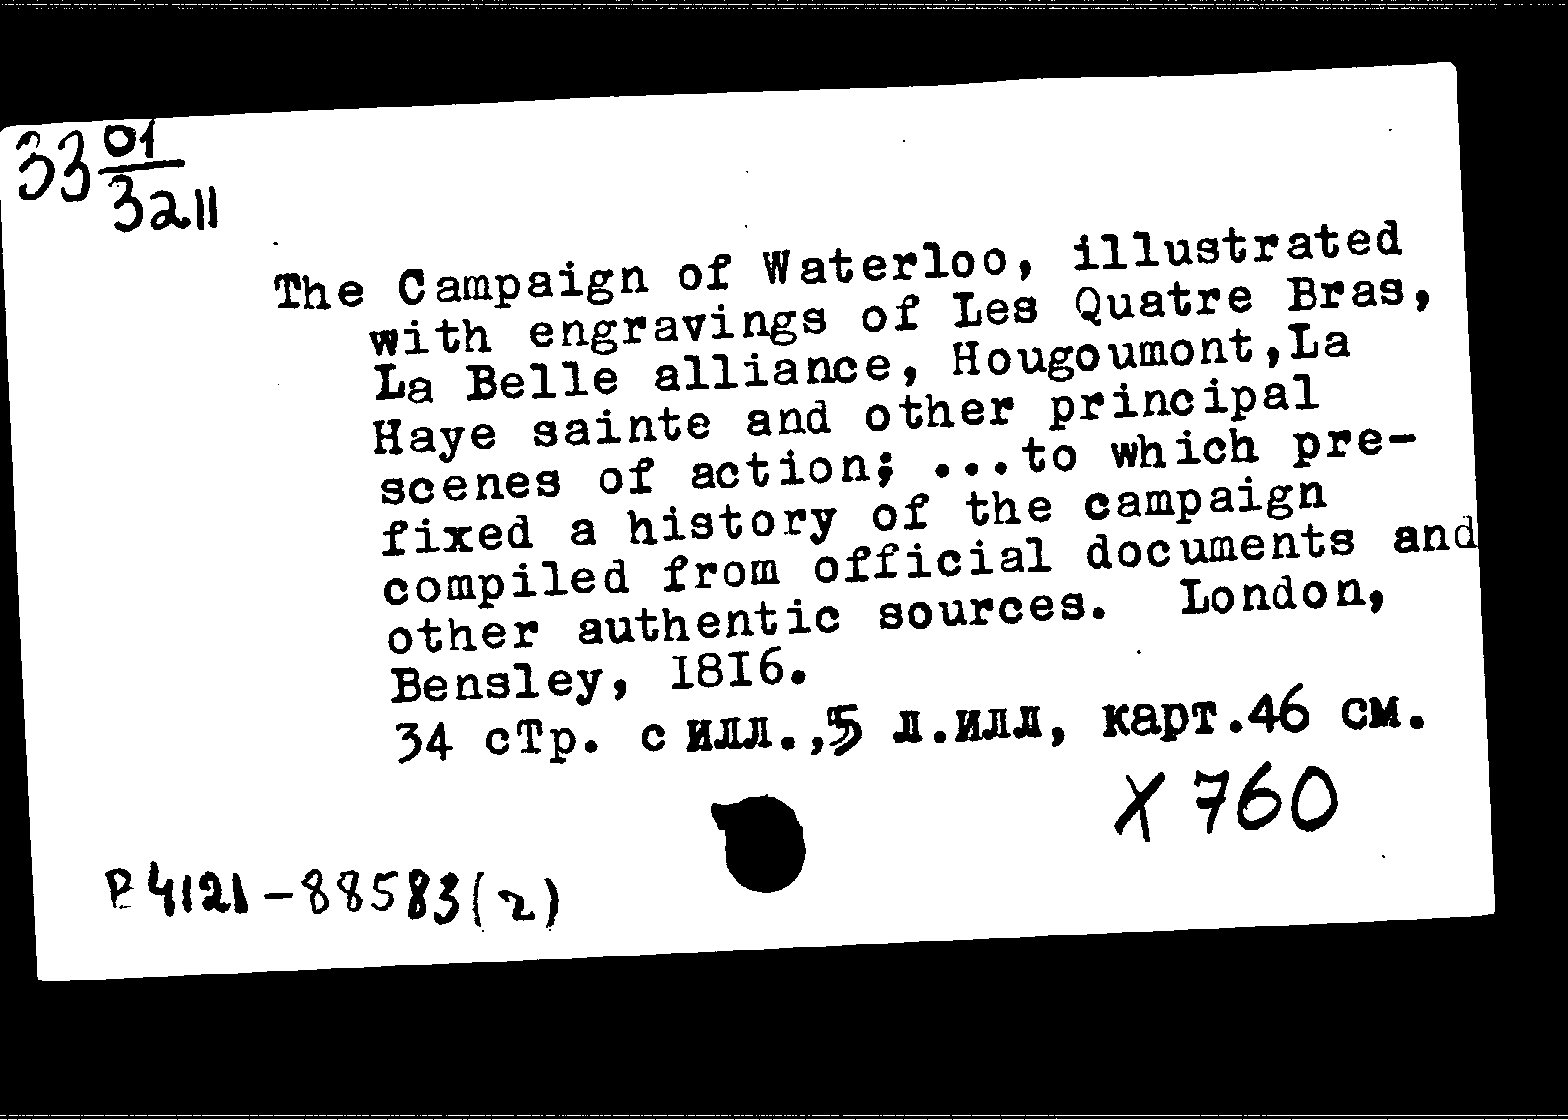 33 01
3211
The Campaign of Waterloo, illustrated
with engravings of Les Quatre Bras,
La Belle alliance, Hougoumont,La
Haye sainte and other principal
scenes of action; ...to which pre-
fixed a history of the campaign
compiled from official documents and
other authentic sources. London,
Bensley, I8I6.
34 стр. с илл.,5 л.илл, карт.46 см.
X 760
Р 4121-88583(2)